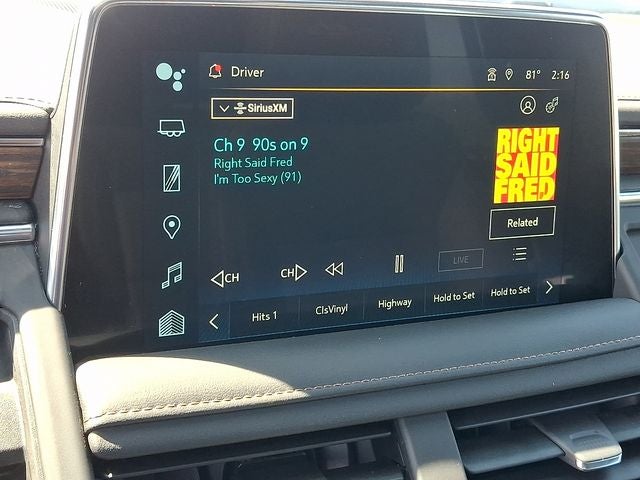 Driver
81° 2:16
SiriusXM
Ch 9 90s on 9
Right Said Fred
I'm Too Sexy (91)
RIGHT
SAID
FRED
Related
CH
CH
LIVE
Hits 1
ClsVinyl
Highway
Hold to Set
Hold to Set